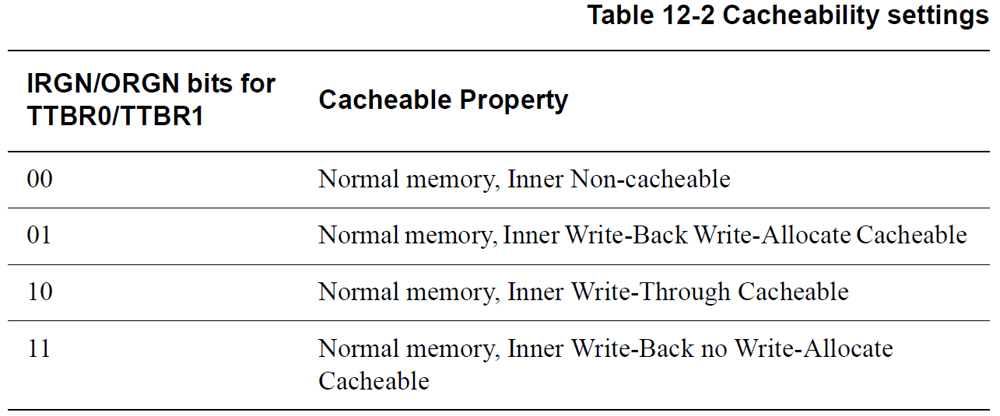 Table 12-2 Cacheability settings
IRGN/ORGN bits for
TTBR0/TTBR1
Cacheable Property
00
Normal memory, Inner Non-cacheable
01
Normal memory, Inner Write-Back Write-Allocate Cacheable
10
Normal memory, Inner Write-Through Cacheable
11
Normal memory, Inner Write-Back no Write-Allocate
Cacheable